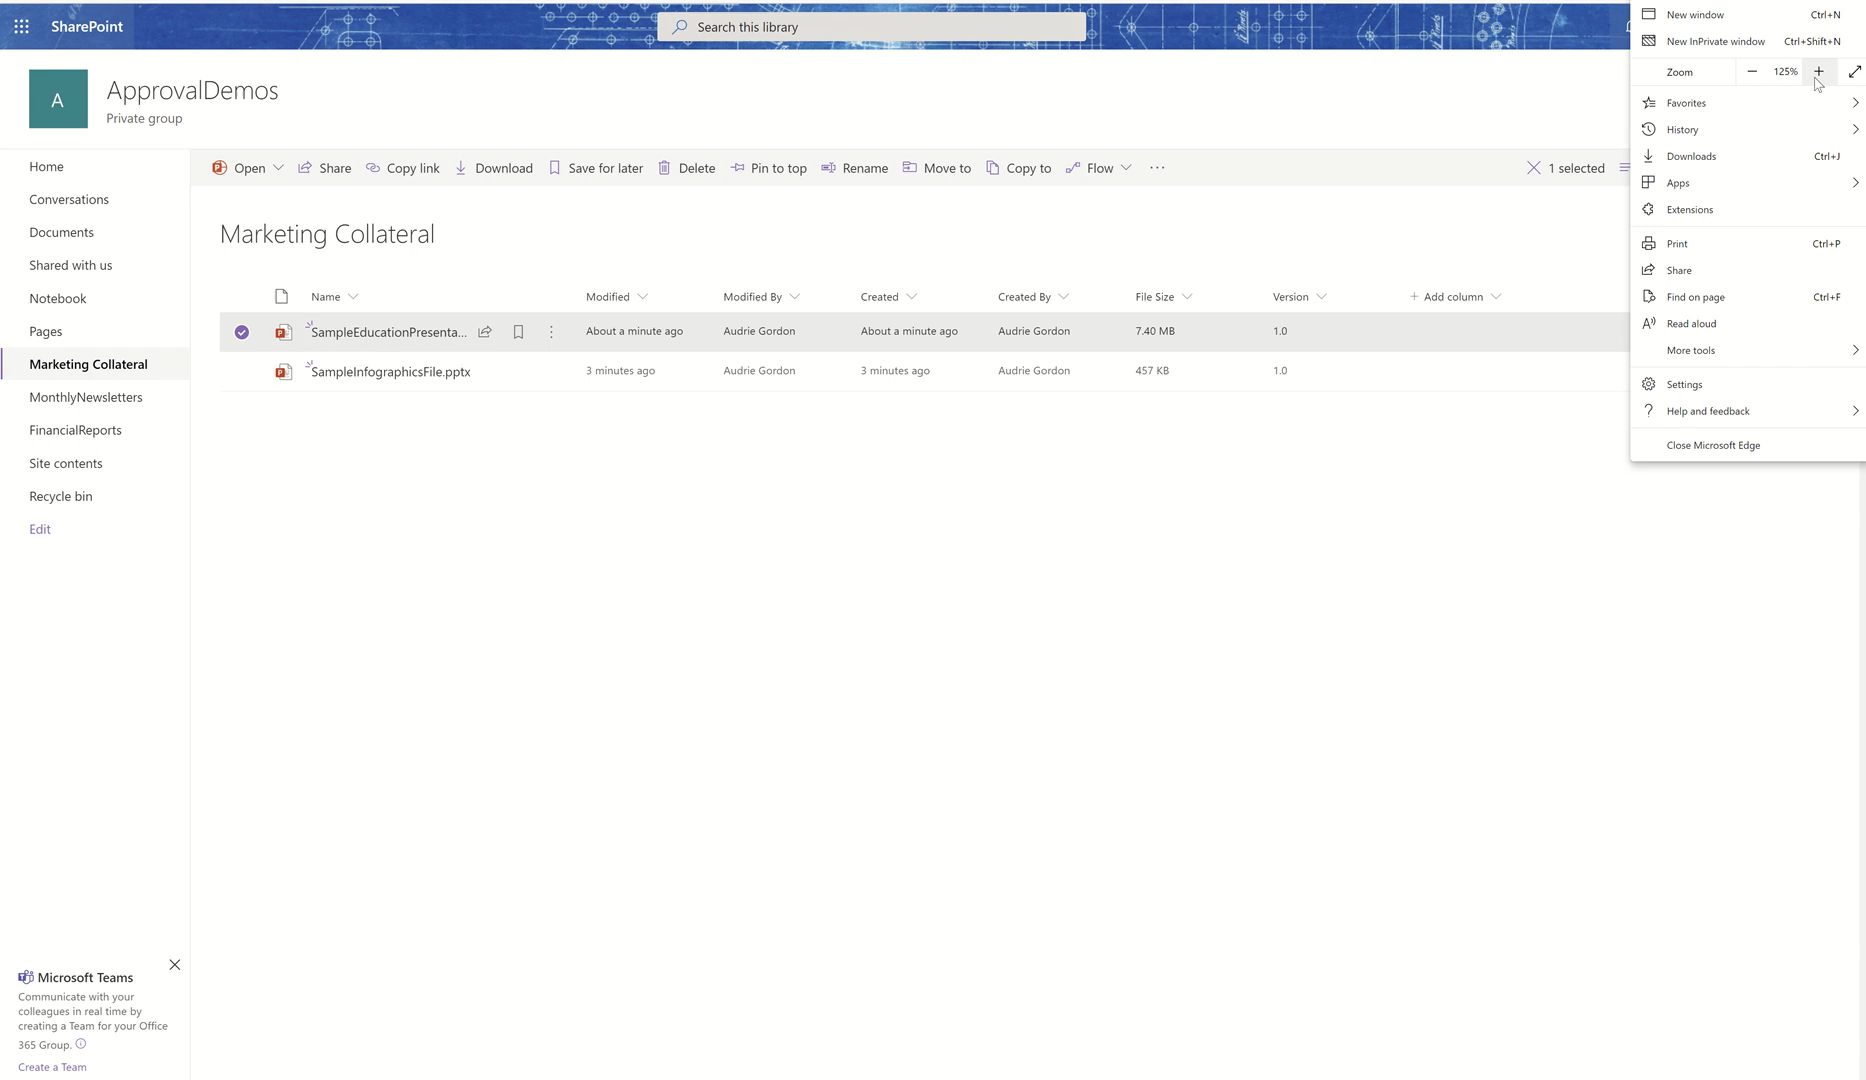 SharePoint
Search this library
New window Ctrl+N
New InPrivate window Ctrl+Shift+N
Zoom 125%
Favorites
History
Downloads Ctrl+J
Apps
Extensions
Print Ctrl+P
Share
Find on page Ctrl+F
Read aloud
More tools
Settings
Help and feedback
Close Microsoft Edge
A
ApprovalDemos
Private group
Home
Conversations
Documents
Shared with us
Notebook
Pages
Marketing Collateral
MonthlyNewsletters
FinancialReports
Site contents
Recycle bin
Edit
Open Share Copy link Download Save for later Delete Pin to top Rename Move to Copy to Flow ··· 1 selected
Marketing Collateral
Name Modified Modified By Created Created By File Size Version + Add column
SampleEducationPresenta... About a minute ago Audrie Gordon About a minute ago Audrie Gordon 7.40 MB 1.0
SampleInfographicsFile.pptx 3 minutes ago Audrie Gordon 3 minutes ago Audrie Gordon 457 KB 1.0
Microsoft Teams
Communicate with your
colleagues in real time by
creating a Team for your Office
365 Group.
Create a Team